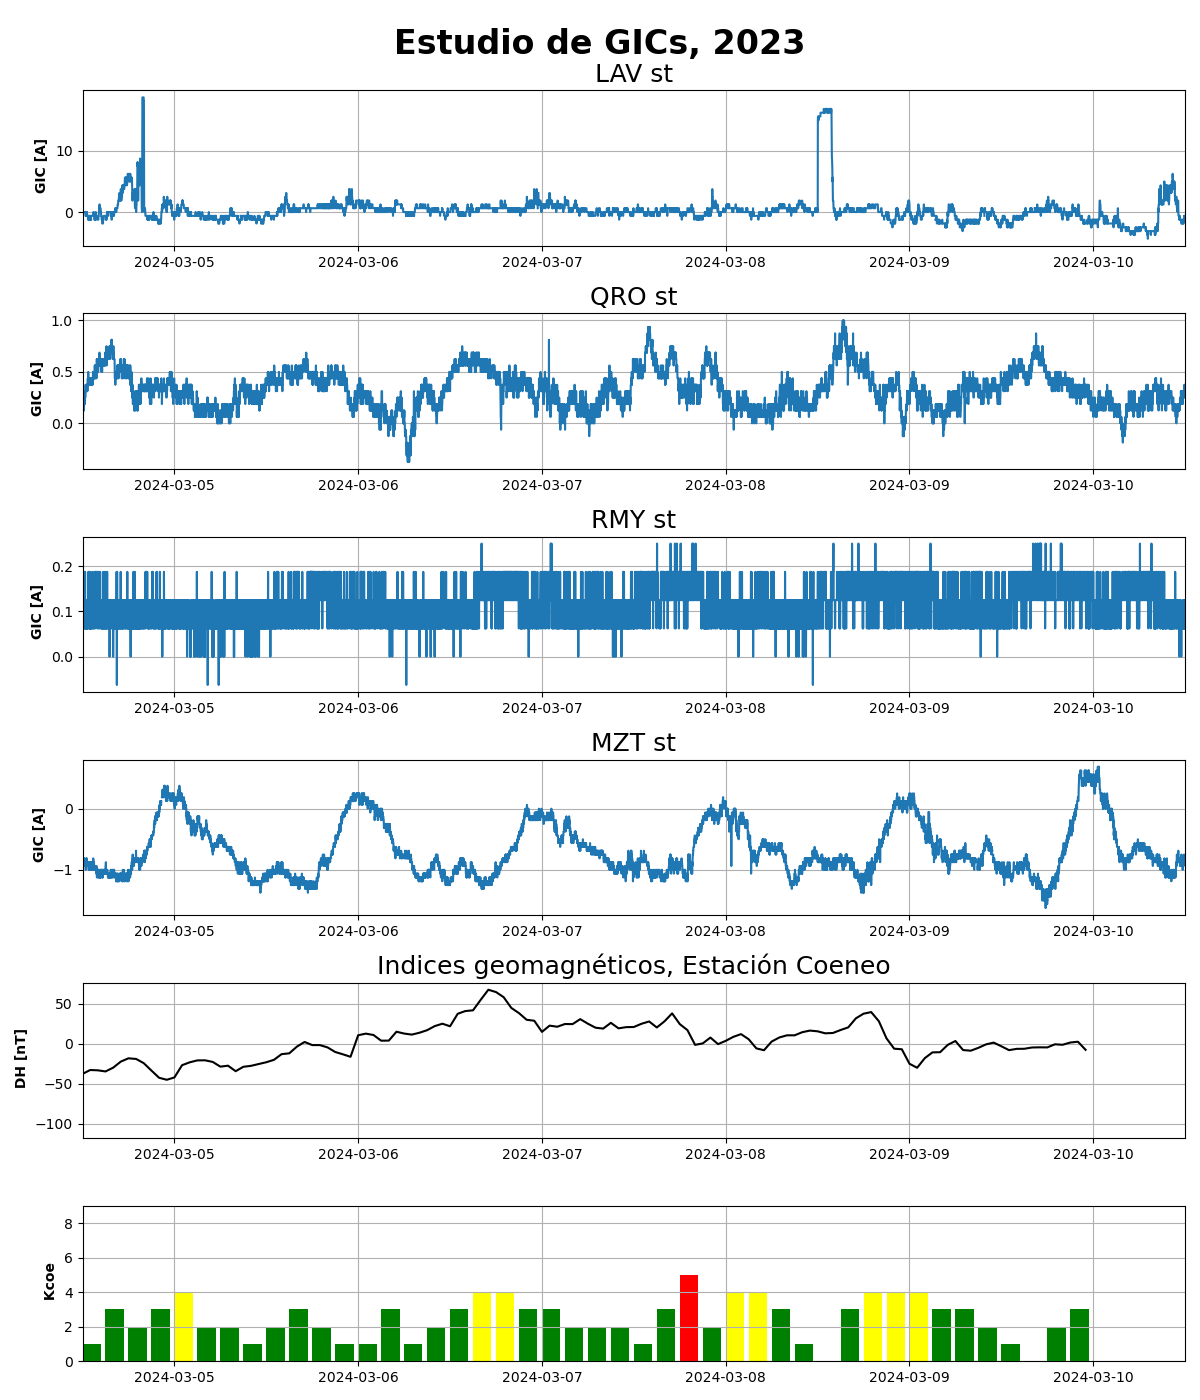 Estudio de GICs, 2023
LAV st
GIC [A]
10
0
2024-03-05 2024-03-06 2024-03-07 2024-03-08 2024-03-09 2024-03-10
QRO st
GIC [A]
1.0
0.5
0.0
2024-03-05 2024-03-06 2024-03-07 2024-03-08 2024-03-09 2024-03-10
RMY st
GIC [A]
0.2
0.1
0.0
2024-03-05 2024-03-06 2024-03-07 2024-03-08 2024-03-09 2024-03-10
MZT st
GIC [A]
0
−1
2024-03-05 2024-03-06 2024-03-07 2024-03-08 2024-03-09 2024-03-10
Indices geomagnéticos, Estación Coeneo
DH [nT]
50
0
−50
−100
2024-03-05 2024-03-06 2024-03-07 2024-03-08 2024-03-09 2024-03-10
Kcoe
8
6
4
2
0
2024-03-05 2024-03-06 2024-03-07 2024-03-08 2024-03-09 2024-03-10